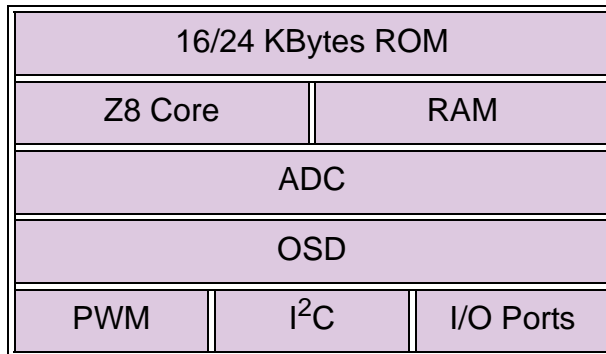 16/24 KBytes ROM
Z8 Core RAM
ADC
OSD
PWM I²C I/O Ports